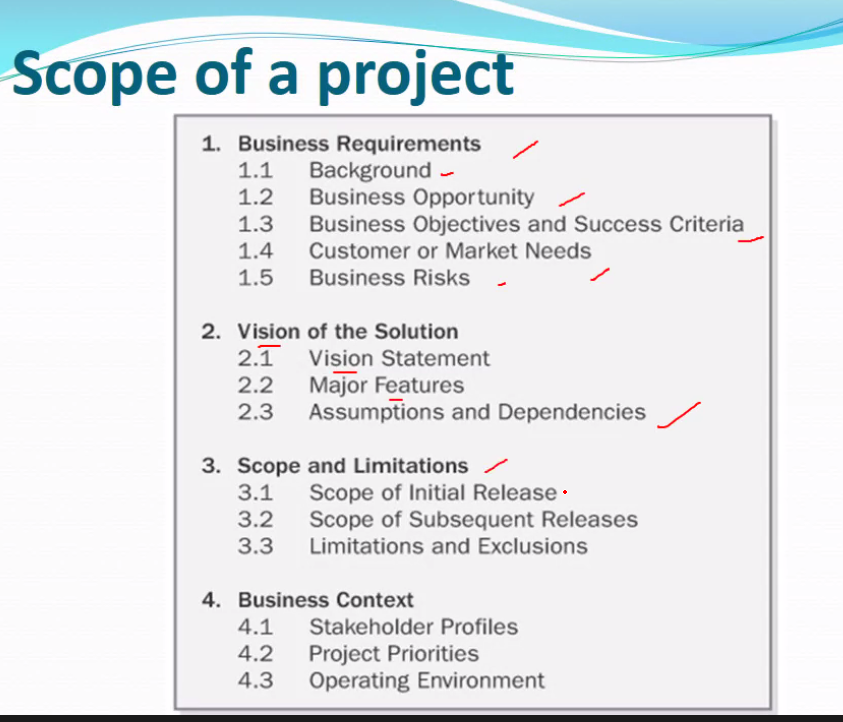 Scope of a project
1. Business Requirements
1.1 Background
1.2 Business Opportunity
1.3 Business Objectives and Success Criteria
1.4 Customer or Market Needs
1.5 Business Risks
2. Vision of the Solution
2.1 Vision Statement
2.2 Major Features
2.3 Assumptions and Dependencies
3. Scope and Limitations
3.1 Scope of Initial Release
3.2 Scope of Subsequent Releases
3.3 Limitations and Exclusions
4. Business Context
4.1 Stakeholder Profiles
4.2 Project Priorities
4.3 Operating Environment